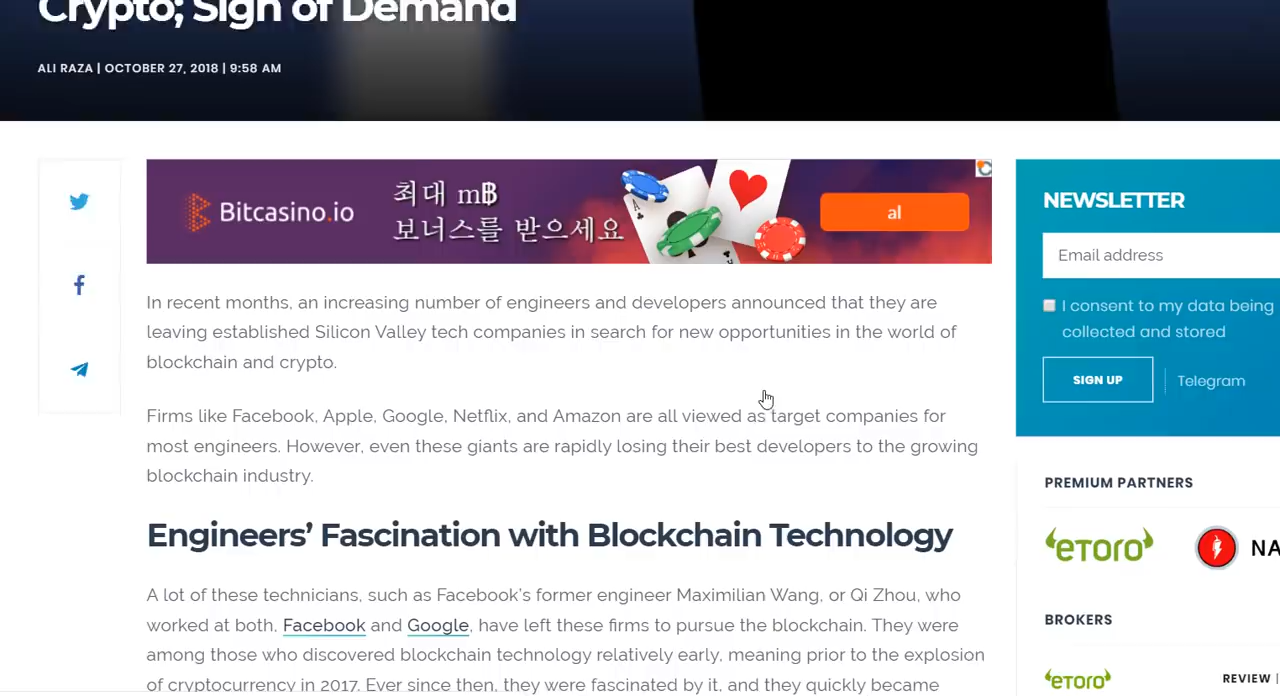 Crypto; Sign of Demand
ALI RAZA | OCTOBER 27, 2018 | 9:58 AM
Bitcasino.io
최대 m₿
보너스를 받으세요
al
In recent months, an increasing number of engineers and developers announced that they are
leaving established Silicon Valley tech companies in search for new opportunities in the world of
blockchain and crypto.
Firms like Facebook, Apple, Google, Netflix, and Amazon are all viewed as target companies for
most engineers. However, even these giants are rapidly losing their best developers to the growing
blockchain industry.
Engineers’ Fascination with Blockchain Technology
A lot of these technicians, such as Facebook’s former engineer Maximilian Wang, or Qi Zhou, who
worked at both, Facebook and Google, have left these firms to pursue the blockchain. They were
among those who discovered blockchain technology relatively early, meaning prior to the explosion
of cryptocurrency in 2017. Ever since then, they were fascinated by it, and they quickly became
NEWSLETTER
Email address
I consent to my data being
collected and stored
SIGN UP
Telegram
PREMIUM PARTNERS
eToro
NA
BROKERS
eToro
REVIEW |